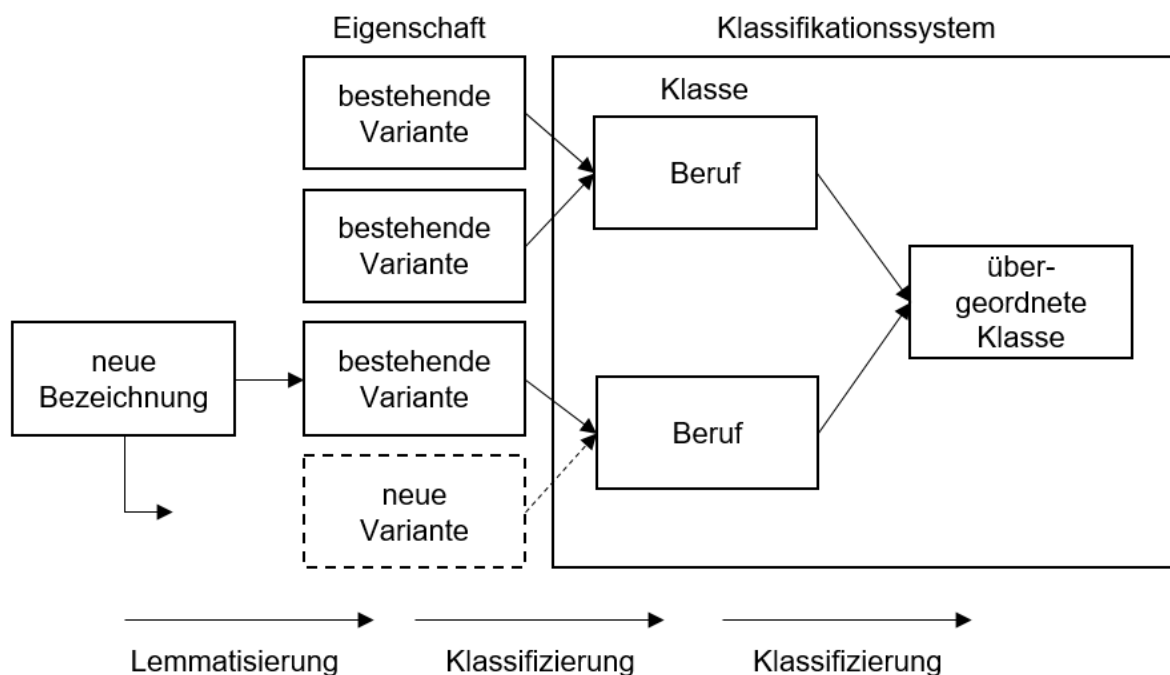 Eigenschaft
Klassifikationssystem
bestehende
Variante
Klasse
Beruf
bestehende
Variante
über-
geordnete
Klasse
neue
Bezeichnung
bestehende
Variante
Beruf
neue
Variante
Lemmatisierung
Klassifizierung
Klassifizierung